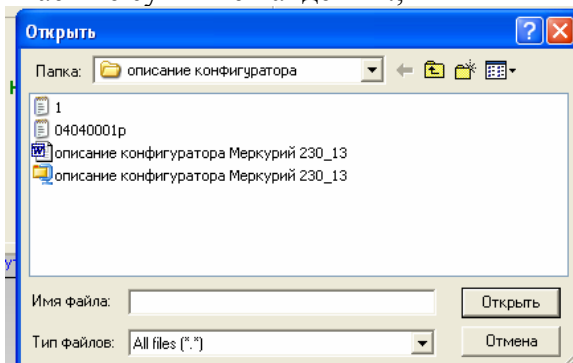 Открыть
Папка: описание конфигуратора
1
04040001р
описание конфигуратора Меркурий 230_13
описание конфигуратора Меркурий 230_13
Имя файла:
Открыть
Тип файлов: All files (*.*)
Отмена